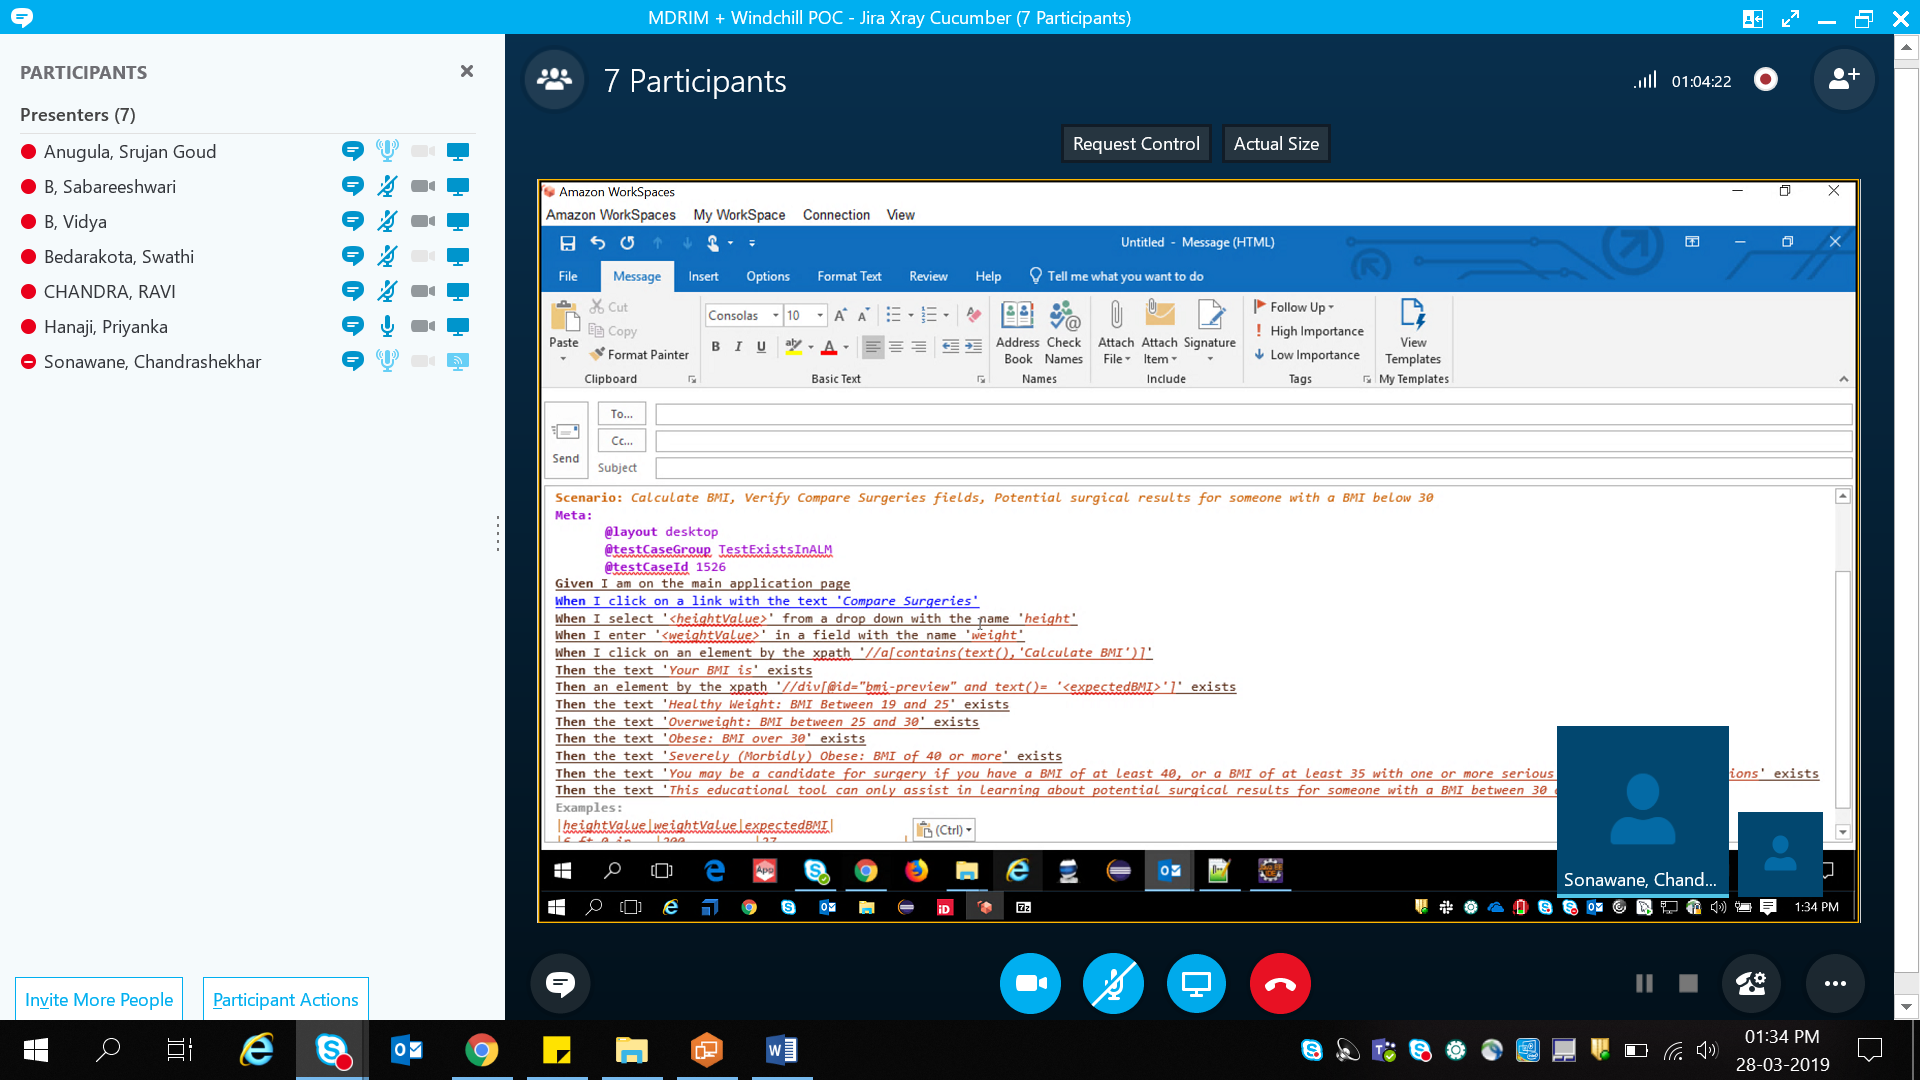 MDRIM + Windchill POC - Jira Xray Cucumber (7 Participants)
PARTICIPANTS
Presenters (7)
Anugula, Srujan Goud
B, Sabareeshwari
B, Vidya
Bedarakota, Swathi
CHANDRA, RAVI
Hanaji, Priyanka
Sonawane, Chandrashekhar
Invite More People
Participant Actions
7 Participants
01:04:22
Request Control
Actual Size
Amazon WorkSpaces
Amazon WorkSpaces My WorkSpace Connection View
Untitled - Message (HTML)
File Message Insert Options Format Text Review Help Tell me what you want to do
Paste
Cut
Copy
Format Painter
Clipboard
Consolas 10
B I U
Basic Text
Address Book
Check Names
Names
Attach File
Attach Item
Signature
Include
Follow Up
High Importance
Low Importance
Tags
View Templates
My Templates
Send
To...
Cc...
Subject
Scenario: Calculate BMI, Verify Compare Surgeries fields, Potential surgical results for someone with a BMI below 30
Meta:
@layout desktop
@testCaseGroup TestExistsInALM
@testCaseId 1526
Given I am on the main application page
When I click on a link with the text 'Compare Surgeries'
When I select '<heightValue>' from a drop down with the name 'height'
When I enter '<weightValue>' in a field with the name 'weight'
When I click on an element by the xpath '//a[contains(text(),'Calculate BMI')]'
Then the text 'Your BMI is' exists
Then an element by the xpath '//div[@id="bmi-preview" and text()= '<expectedBMI>']' exists
Then the text 'Healthy Weight: BMI Between 19 and 25' exists
Then the text 'Overweight: BMI between 25 and 30' exists
Then the text 'Obese: BMI over 30' exists
Then the text 'Severely (Morbidly) Obese: BMI of 40 or more' exists
Then the text 'You may be a candidate for surgery if you have a BMI of at least 40, or a BMI of at least 35 with one or more serious ions' exists
Then the text 'This educational tool can only assist in learning about potential surgical results for someone with a BMI between 30
Examples:
|heightValue|weightValue|expectedBMI|
|6 ft 0 in |200 |27 |
(Ctrl)
Sonawane, Chand...
1:34 PM
01:34 PM
28-03-2019